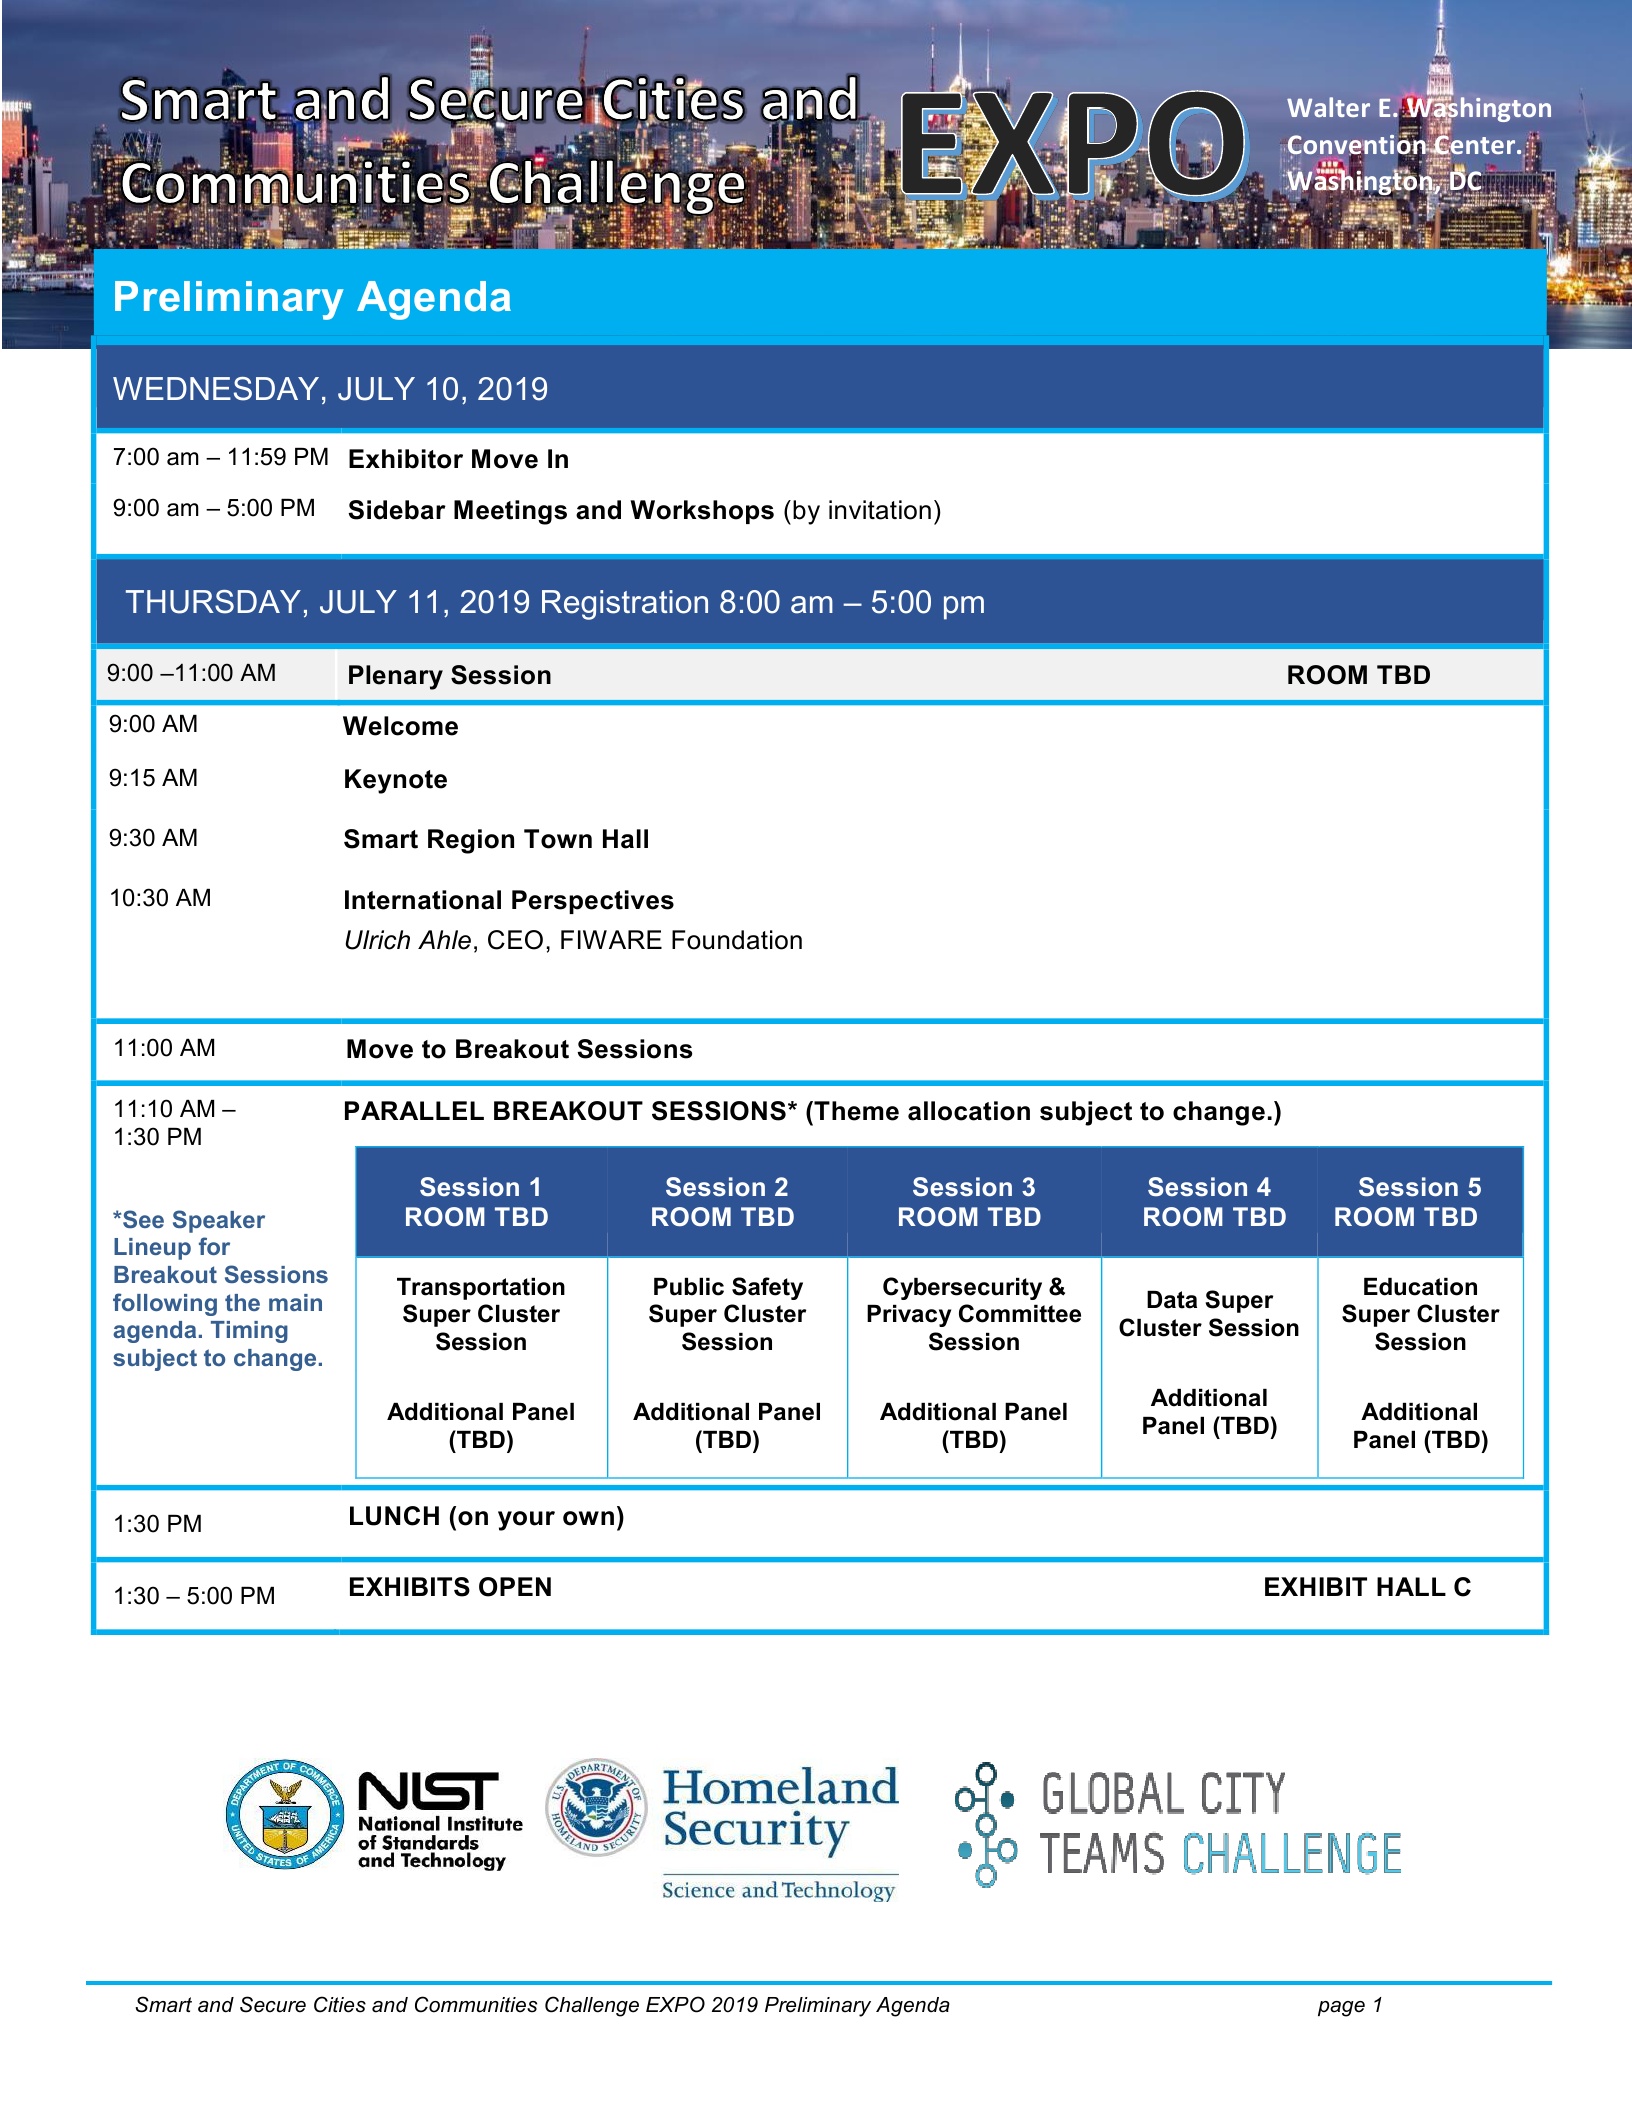 Smart and Secure Cities and
Communities Challenge
EXPO
Walter E. Washington
Convention Center.
Washington, DC
Preliminary Agenda
WEDNESDAY, JULY 10, 2019
7:00 am – 11:59 PM Exhibitor Move In
9:00 am – 5:00 PM Sidebar Meetings and Workshops (by invitation)
THURSDAY, JULY 11, 2019 Registration 8:00 am – 5:00 pm
9:00 –11:00 AM Plenary Session ROOM TBD
9:00 AM Welcome
9:15 AM Keynote
9:30 AM Smart Region Town Hall
10:30 AM International Perspectives
Ulrich Ahle, CEO, FIWARE Foundation
11:00 AM Move to Breakout Sessions
11:10 AM –
1:30 PM
*See Speaker
Lineup for
Breakout Sessions
following the main
agenda. Timing
subject to change.
PARALLEL BREAKOUT SESSIONS* (Theme allocation subject to change.)
Session 1
ROOM TBD
Session 2
ROOM TBD
Session 3
ROOM TBD
Session 4
ROOM TBD
Session 5
ROOM TBD
Transportation
Super Cluster
Session
Additional Panel
(TBD)
Public Safety
Super Cluster
Session
Additional Panel
(TBD)
Cybersecurity &
Privacy Committee
Session
Additional Panel
(TBD)
Data Super
Cluster Session
Additional
Panel (TBD)
Education
Super Cluster
Session
Additional
Panel (TBD)
1:30 PM LUNCH (on your own)
1:30 – 5:00 PM EXHIBITS OPEN EXHIBIT HALL C
DEPARTMENT OF COMMERCE
UNITED STATES OF AMERICA
NIST
National Institute
of Standards
and Technology
U.S. DEPARTMENT OF
HOMELAND SECURITY
Homeland
Security
Science and Technology
GLOBAL CITY
TEAMS CHALLENGE
Smart and Secure Cities and Communities Challenge EXPO 2019 Preliminary Agenda page 1